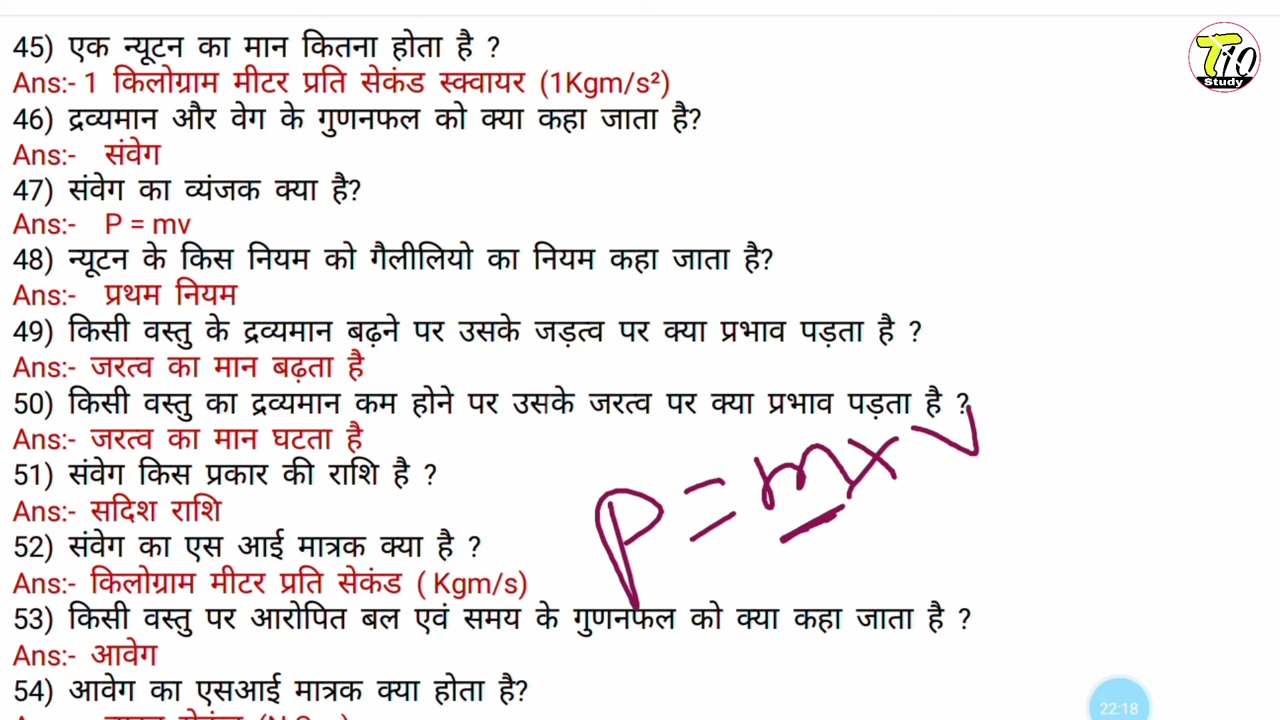 45) एक न्यूटन का मान कितना होता है ?
Ans:- 1 किलोग्राम मीटर प्रति सेकंड स्क्वायर (1Kgm/s²)
46) द्रव्यमान और वेग के गुणनफल को क्या कहा जाता है?
Ans:- संवेग
47) संवेग का व्यंजक क्या है?
Ans:- P = mv
48) न्यूटन के किस नियम को गैलीलियो का नियम कहा जाता है?
Ans:- प्रथम नियम
49) किसी वस्तु के द्रव्यमान बढ़ने पर उसके जड़त्व पर क्या प्रभाव पड़ता है ?
Ans:- जरत्व का मान बढ़ता है
50) किसी वस्तु का द्रव्यमान कम होने पर उसके जरत्व पर क्या प्रभाव पड़ता है ?
Ans:- जरत्व का मान घटता है
51) संवेग किस प्रकार की राशि है ?
Ans:- सदिश राशि
P = m x v
52) संवेग का एस आई मात्रक क्या है ?
Ans:- किलोग्राम मीटर प्रति सेकंड ( Kgm/s)
53) किसी वस्तु पर आरोपित बल एवं समय के गुणनफल को क्या कहा जाता है ?
Ans:- आवेग
54) आवेग का एसआई मात्रक क्या होता है?
T10
Study
22:18